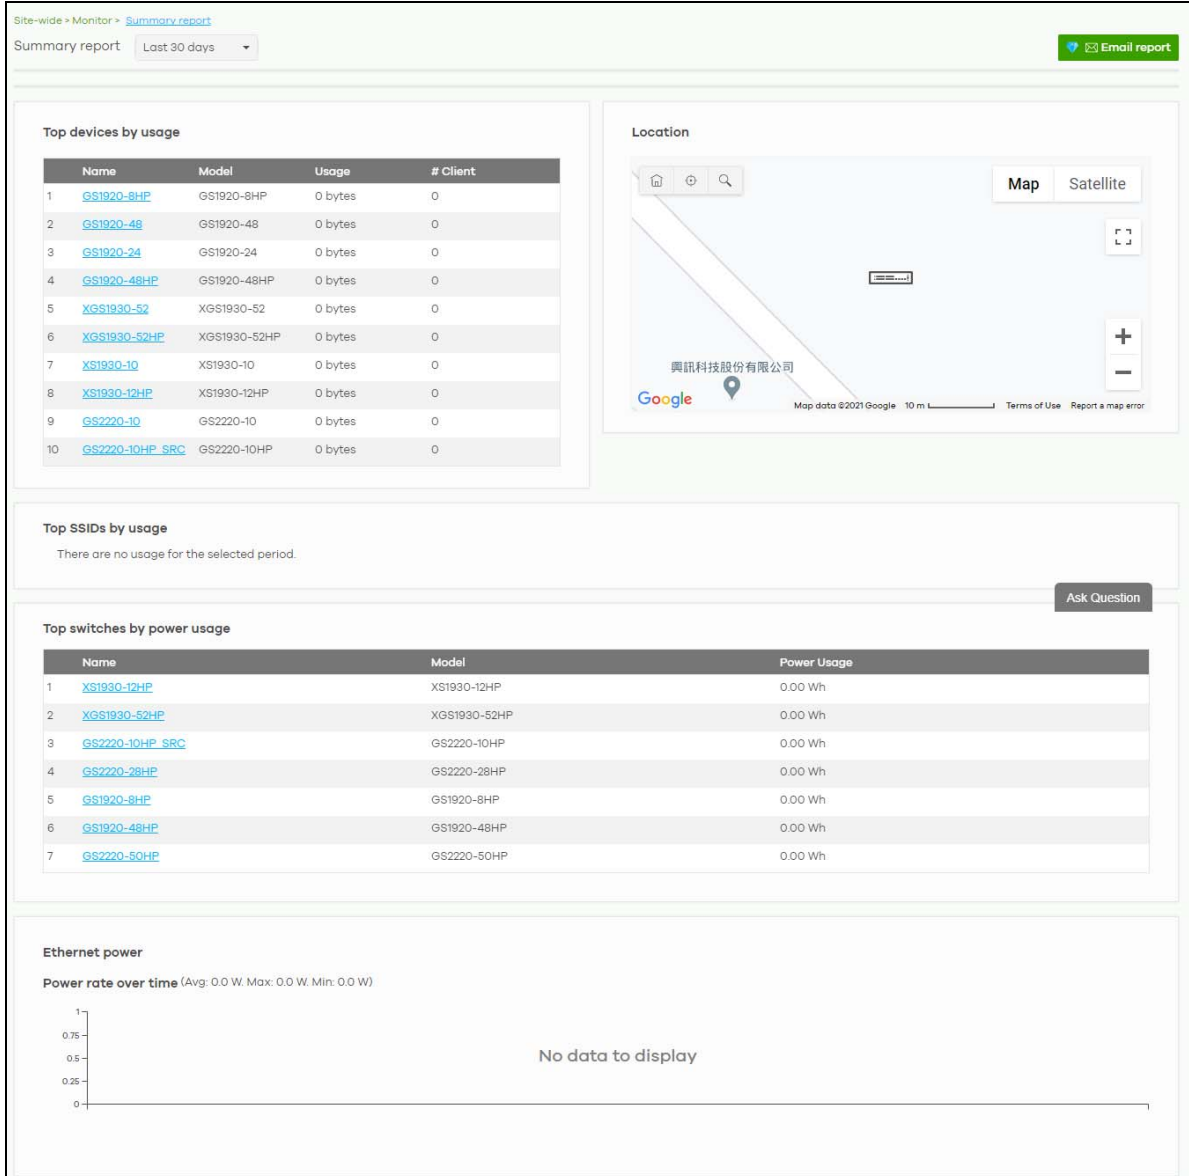 Site-wide > Monitor > Summary report
Summary report Last 30 days
Email report
Top devices by usage
Name Model Usage # Client
1 GS1920-8HP GS1920-8HP 0 bytes 0
2 GS1920-48 GS1920-48 0 bytes 0
3 GS1920-24 GS1920-24 0 bytes 0
4 GS1920-48HP GS1920-48HP 0 bytes 0
5 XGS1930-52 XGS1930-52 0 bytes 0
6 XGS1930-52HP XGS1930-52HP 0 bytes 0
7 XS1930-10 XS1930-10 0 bytes 0
8 XS1930-12HP XS1930-12HP 0 bytes 0
9 GS2220-10 GS2220-10 0 bytes 0
10 GS2220-10HP_SRC GS2220-10HP 0 bytes 0
Location
Map Satellite
興訊科技股份有限公司
Google
Map data ©2021 Google 10 m Terms of Use Report a map error
Top SSIDs by usage
There are no usage for the selected period.
Ask Question
Top switches by power usage
Name Model Power Usage
1 XS1930-12HP XS1930-12HP 0.00 Wh
2 XGS1930-52HP XGS1930-52HP 0.00 Wh
3 GS2220-10HP_SRC GS2220-10HP 0.00 Wh
4 GS2220-28HP GS2220-28HP 0.00 Wh
5 GS1920-8HP GS1920-8HP 0.00 Wh
6 GS1920-48HP GS1920-48HP 0.00 Wh
7 GS2220-50HP GS2220-50HP 0.00 Wh
Ethernet power
Power rate over time (Avg: 0.0 W. Max: 0.0 W. Min: 0.0 W)
1
0.75
0.5
0.25
0
No data to display